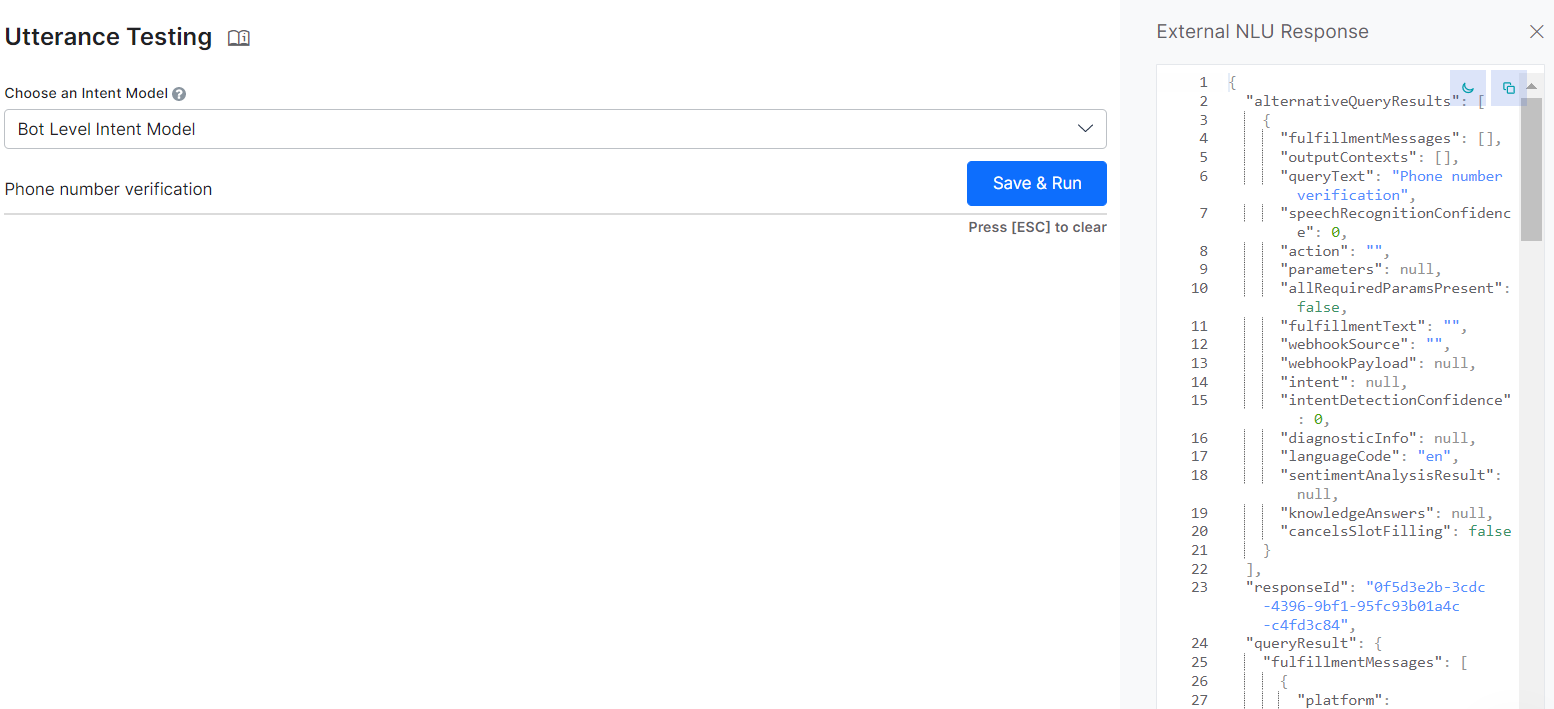 Utterance Testing
Choose an Intent Model
Bot Level Intent Model
Phone number verification
Save & Run
Press [ESC] to clear
External NLU Response
1 {
2 "alternativeQueryResults": [
3 {
4 "fulfillmentMessages": [],
5 "outputContexts": [],
6 "queryText": "Phone number
verification",
7 "speechRecognitionConfidenc
e": 0,
8 "action": "",
9 "parameters": null,
10 "allRequiredParamsPresent":
false,
11 "fulfillmentText": "",
12 "webhookSource": "",
13 "webhookPayload": null,
14 "intent": null,
15 "intentDetectionConfidence"
: 0,
16 "diagnosticInfo": null,
17 "languageCode": "en",
18 "sentimentAnalysisResult":
null,
19 "knowledgeAnswers": null,
20 "cancelsSlotFilling": false
21 }
22 ],
23 "responseId": "0f5d3e2b-3cdc
-4396-9bf1-95fc93b01a4c
-c4fd3c84",
24 "queryResult": {
25 "fulfillmentMessages": [
26 {
27 "platform":